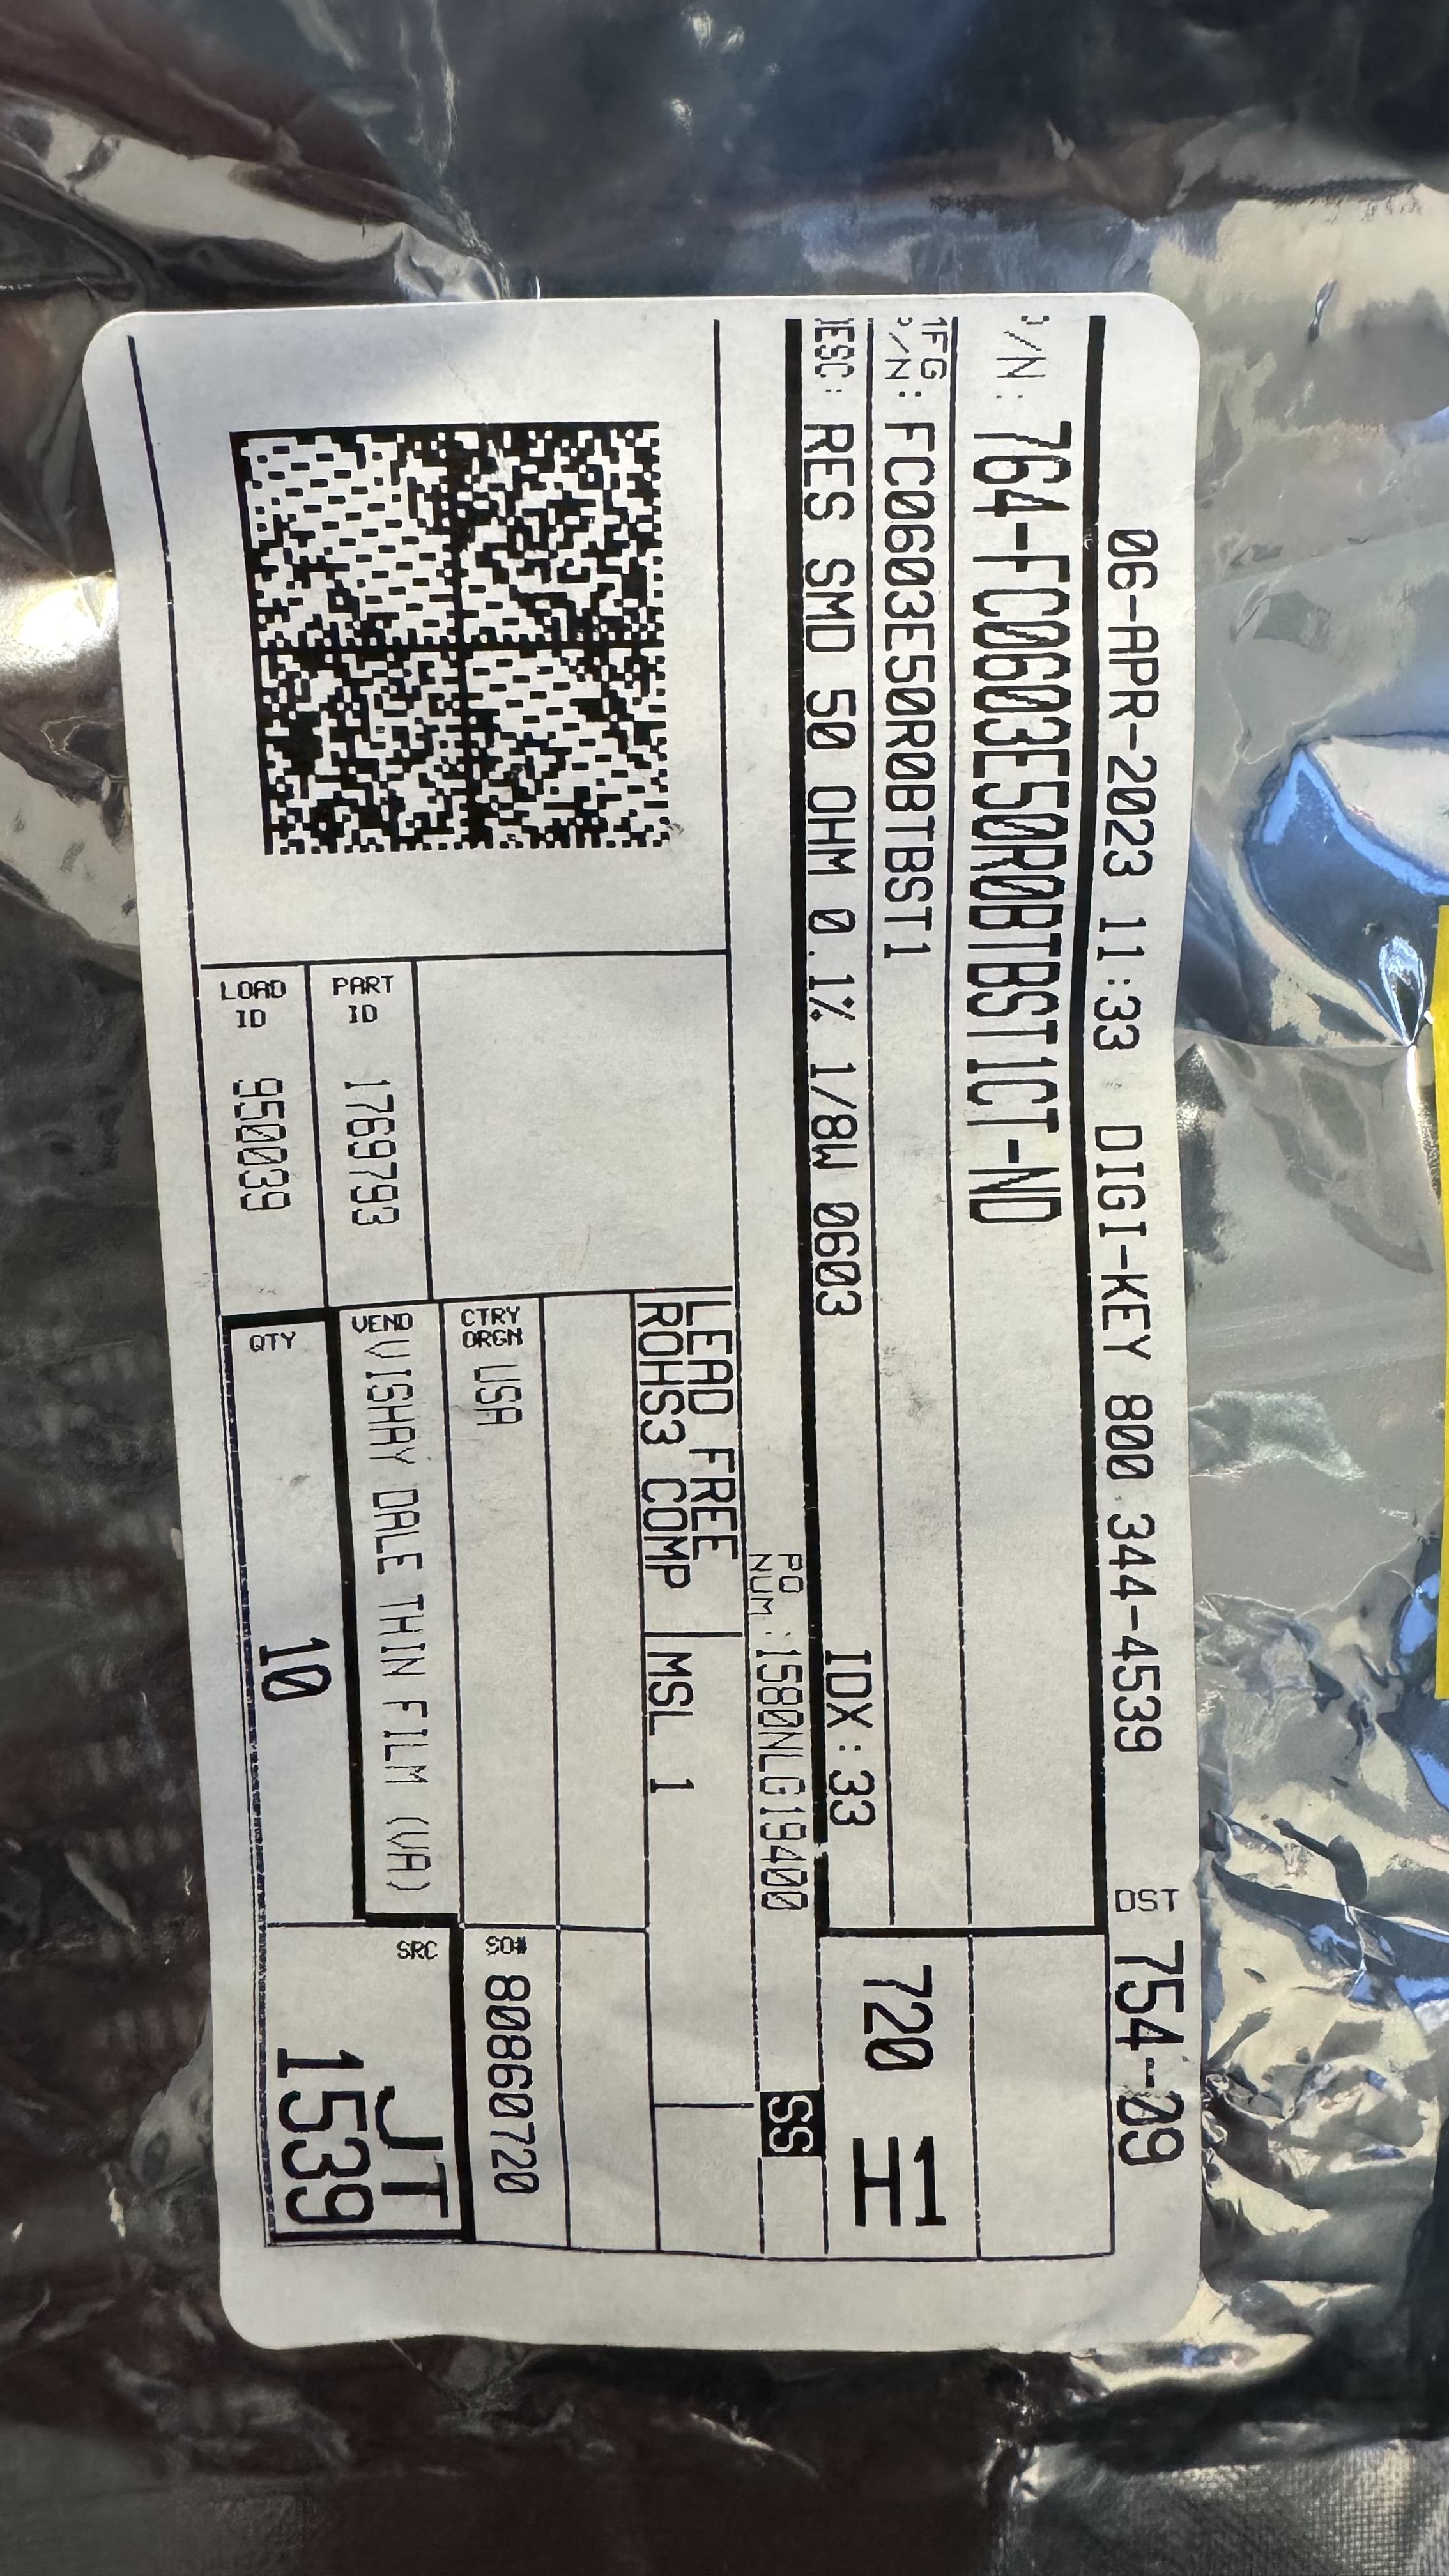 06-APR-2023 11:33 DIGI-KEY 800 344-4539 DST 754-09
P/N: 764-FC0603E50R0BTBST1CT-ND
MFG P/N: FC0603E50R0BTBST1
DESC: RES SMD 50 OHM 0.1% 1/8W 0603 IDX:33
720 H1
PO NUM: 1580NLG19400 SS
LEAD FREE
ROHS3 COMP
MSL 1
CTRY ORGN USA
SO# 80860720
PART ID 1769793
VEND VISHAY DALE THIN FILM (VA)
LOAD ID 950039
QTY 10
SRC JT
1539